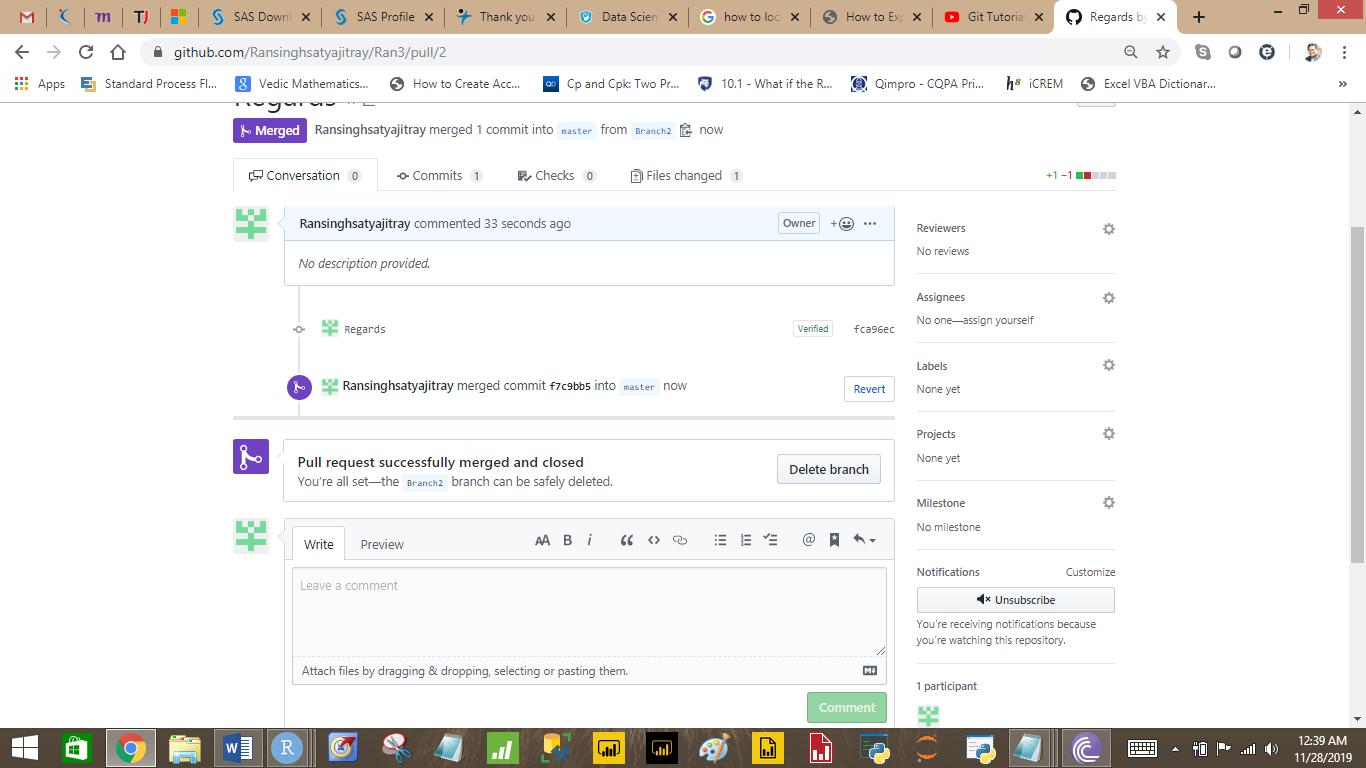 SAS Downl
SAS Profile
Thank you
Data Scien
how to loc
How to Ex
Git Tutoria
Regards by
github.com/Ransinghsatyajitray/Ran3/pull/2
Apps
Standard Process Fl...
Vedic Mathematics...
How to Create Acc...
Cp and Cpk: Two Pr...
10.1 - What if the R...
Qimpro - CQPA Pri...
iCREM
Excel VBA Dictionar...
»
Regards
Merged Ransinghsatyajitray merged 1 commit into master from Branch2 now
Conversation 0
Commits 1
Checks 0
Files changed 1
+1 −1
Ransinghsatyajitray commented 33 seconds ago
Owner
No description provided.
Regards
Verified
fca96ec
Ransinghsatyajitray merged commit f7c9bb5 into master now
Revert
Pull request successfully merged and closed
You're all set—the Branch2 branch can be safely deleted.
Delete branch
Write
Preview
AA B i
Leave a comment
Attach files by dragging & dropping, selecting or pasting them.
Comment
Reviewers
No reviews
Assignees
No one—assign yourself
Labels
None yet
Projects
None yet
Milestone
No milestone
Notifications
Customize
Unsubscribe
You're receiving notifications because
you're watching this repository.
1 participant
12:39 AM
11/28/2019